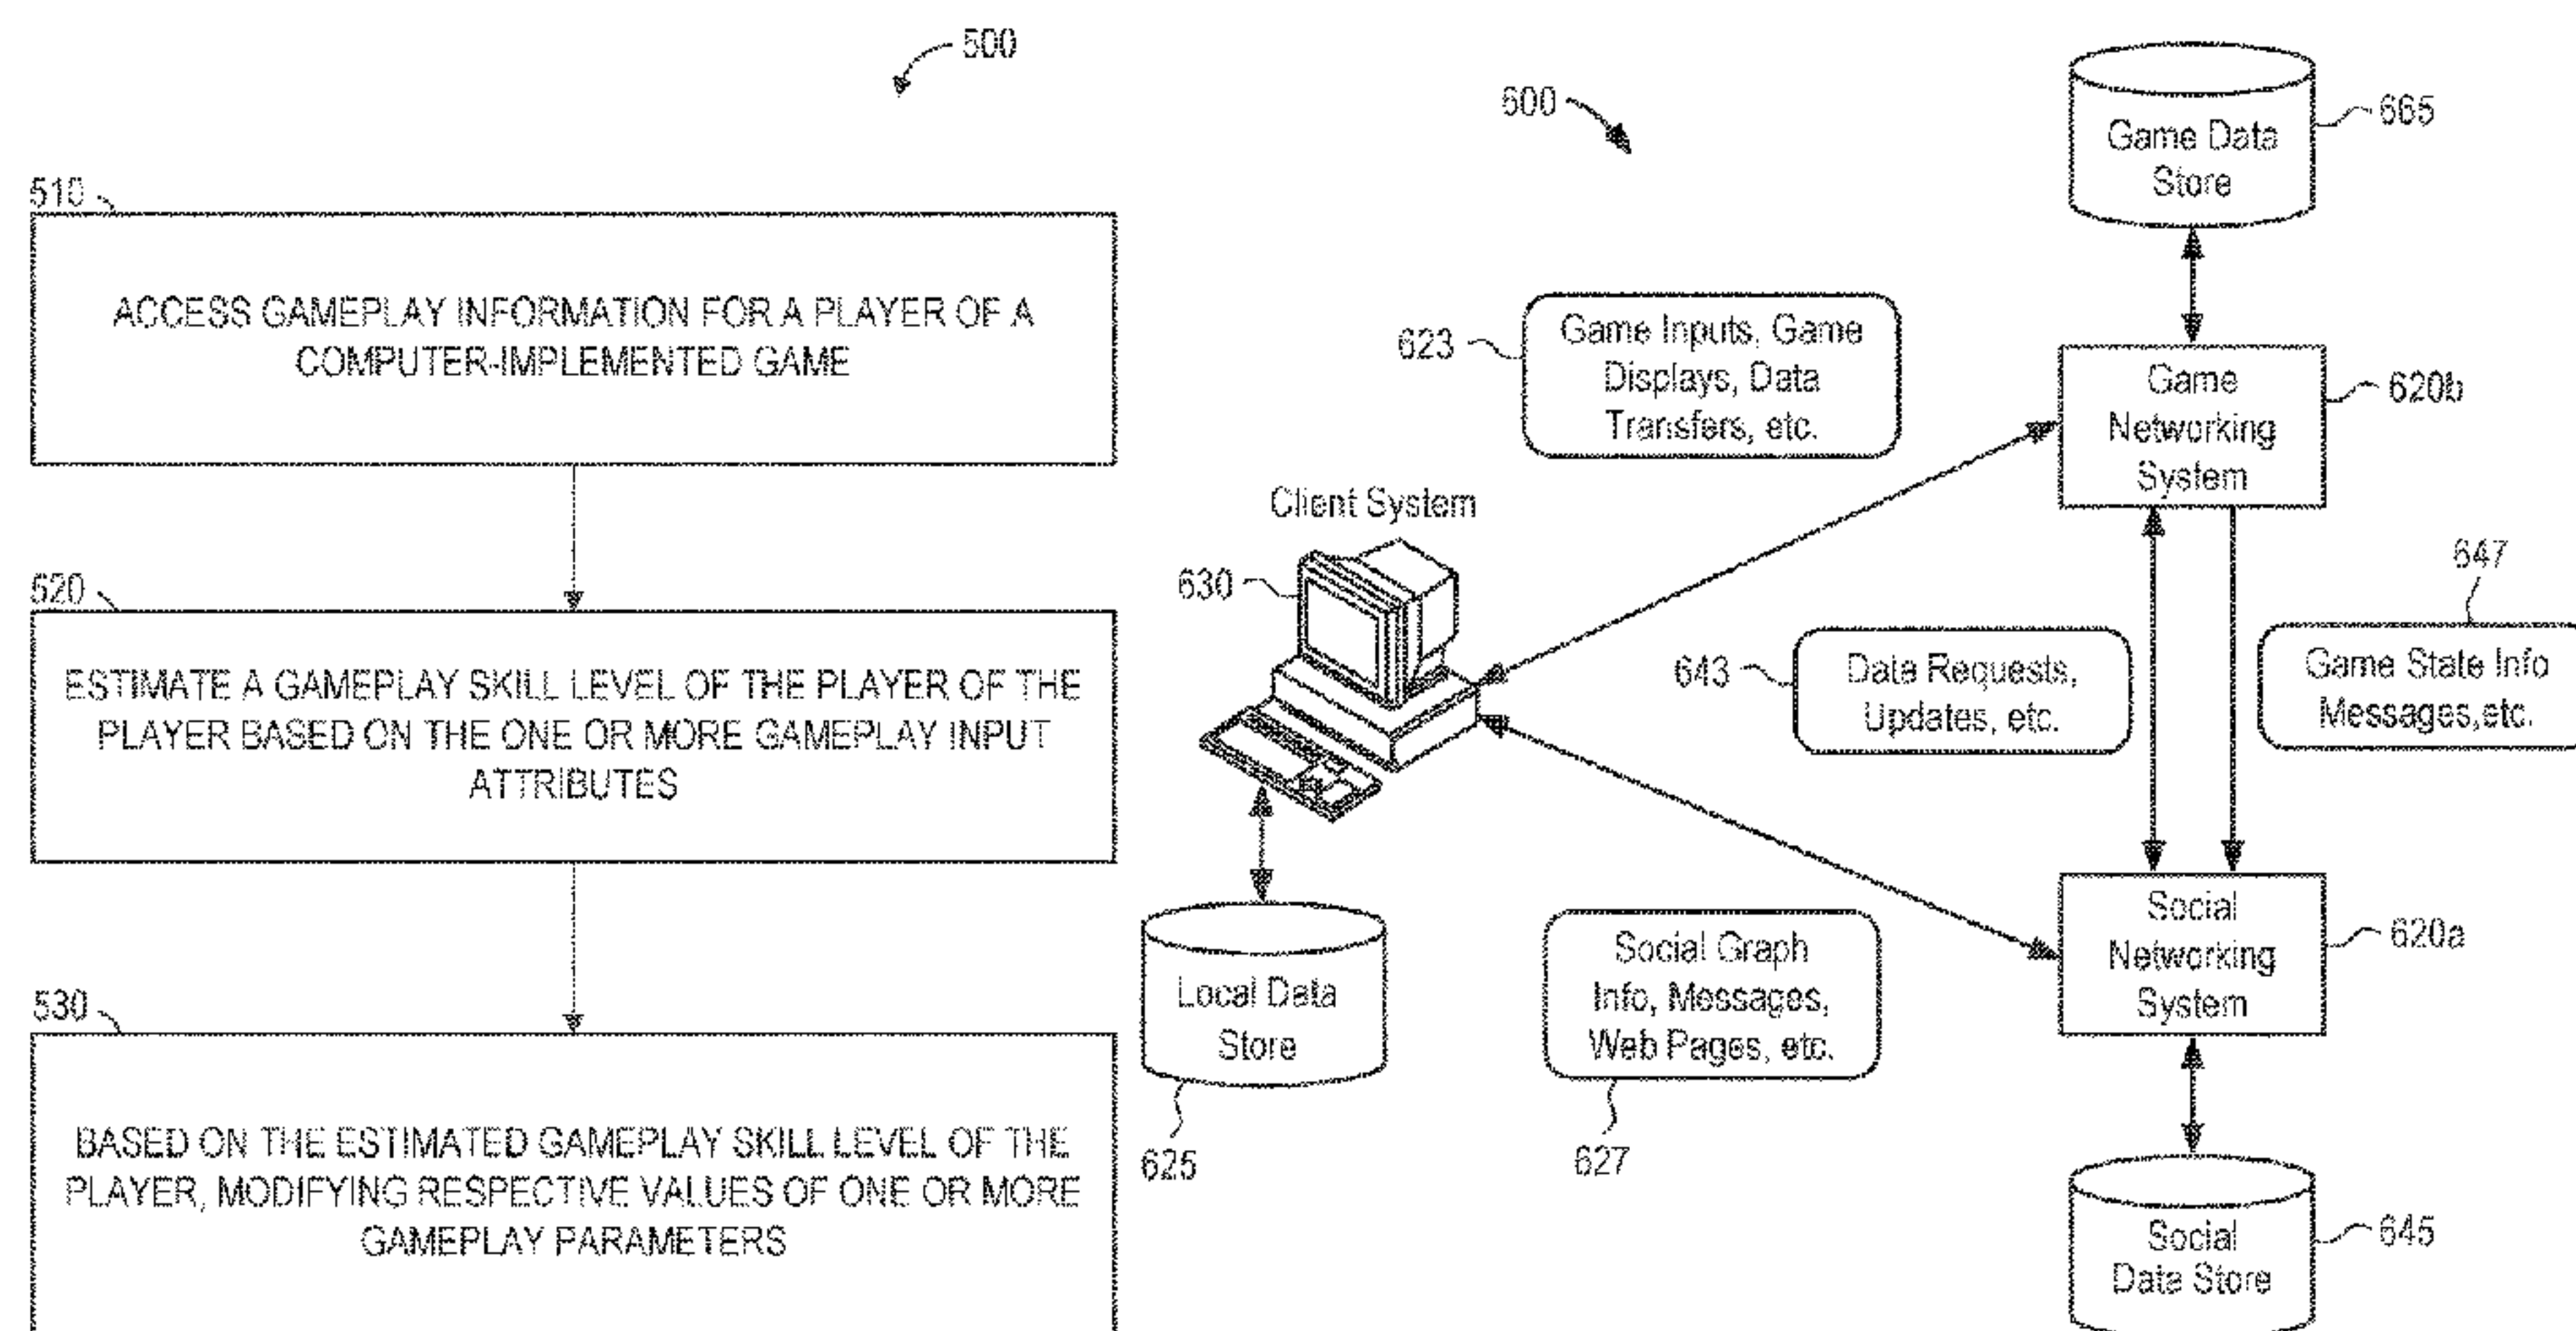 500
510
ACCESS GAMEPLAY INFORMATION FOR A PLAYER OF A
COMPUTER-IMPLEMENTED GAME
520
ESTIMATE A GAMEPLAY SKILL LEVEL OF THE PLAYER OF THE
PLAYER BASED ON THE ONE OR MORE GAMEPLAY INPUT
ATTRIBUTES
530
BASED ON THE ESTIMATED GAMEPLAY SKILL LEVEL OF THE
PLAYER, MODIFYING RESPECTIVE VALUES OF ONE OR MORE
GAMEPLAY PARAMETERS
600
Game Data
Store
665
623
Game Inputs, Game
Displays, Data
Transfers, etc.
Game
Networking
System
620b
Client System
630
647
643
Data Requests,
Updates, etc.
Game State Info
Messages,etc.
Local Data
Store
625
Social Graph
Info, Messages,
Web Pages, etc.
627
Social
Networking
System
620a
Social
Data Store
645